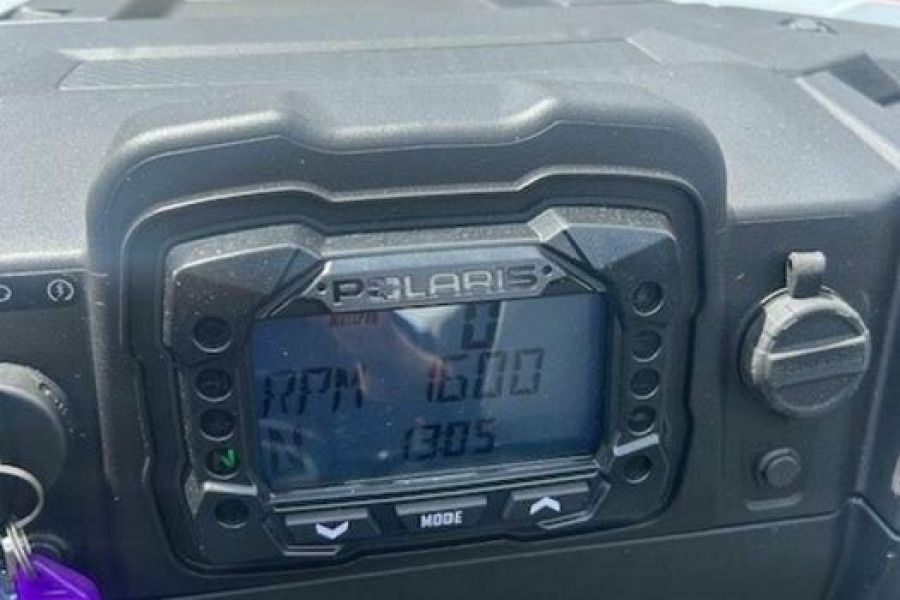 POLARIS
0
RPM 1600
N 1305
N
MODE